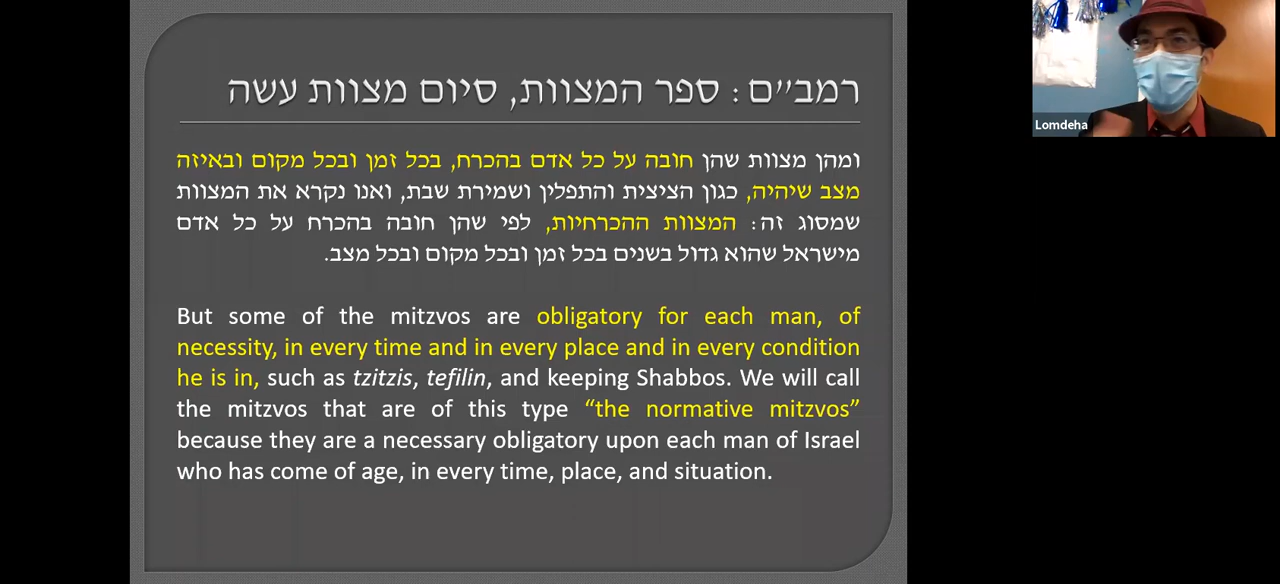 רמב''ם: ספר המצוות, סיום מצוות עשה
ומהן מצוות שהן חובה על כל אדם בהכרח, בכל זמן ובכל מקום ובאיזה
מצב שיהיה, כגון הציצית והתפלין ושמירת שבת, ואנו נקרא את המצוות
שמסוג זה: המצוות ההכרחיות, לפי שהן חובה בהכרח על כל אדם
מישראל שהוא גדול בשנים בכל זמן ובכל מקום ובכל מצב.
But some of the mitzvos are obligatory for each man, of
necessity, in every time and in every place and in every condition
he is in, such as tzitzis, tefilin, and keeping Shabbos. We will call
the mitzvos that are of this type “the normative mitzvos”
because they are a necessary obligatory upon each man of Israel
who has come of age, in every time, place, and situation.
Lomdeha